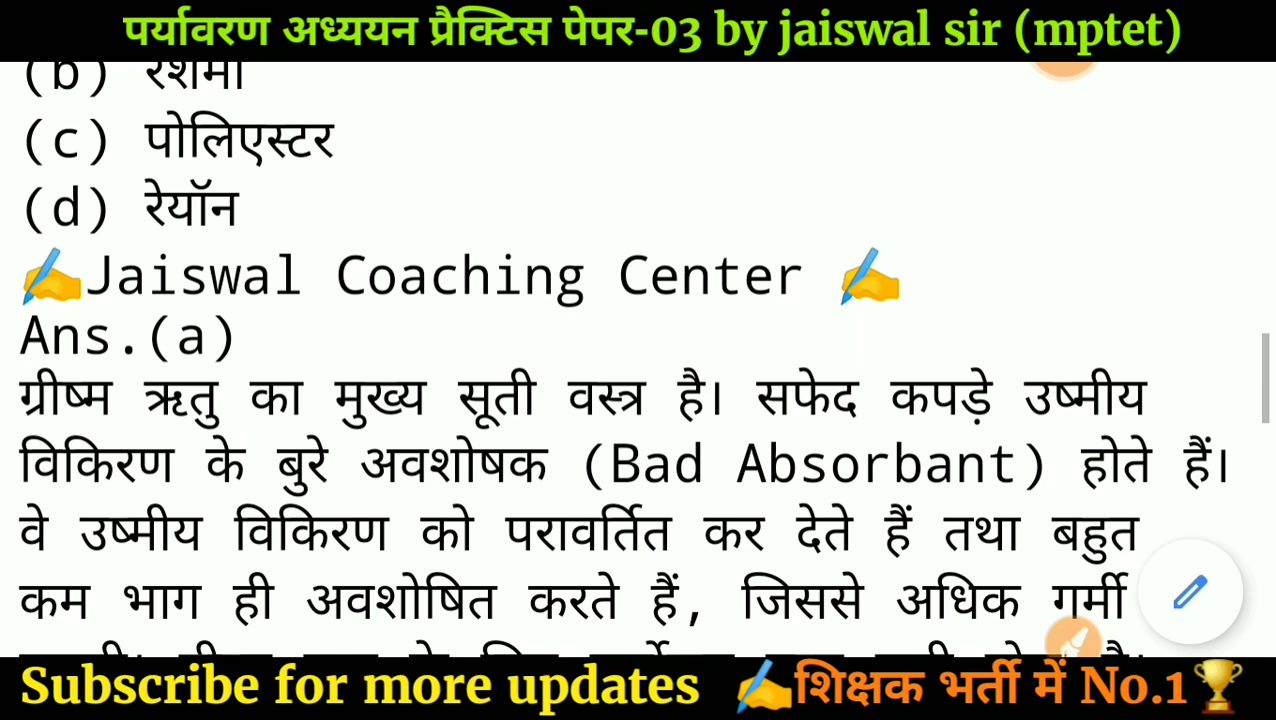 पर्यावरण अध्ययन प्रैक्टिस पेपर-03 by jaiswal sir (mptet)
(b) रेशमी
(c) पोलिएस्टर
(d) रेयॉन
✍Jaiswal Coaching Center ✍
Ans.(a)
ग्रीष्म ऋतु का मुख्य सूती वस्त्र है। सफेद कपड़े उष्मीय
विकिरण के बुरे अवशोषक (Bad Absorbant) होते हैं।
वे उष्मीय विकिरण को परावर्तित कर देते हैं तथा बहुत
कम भाग ही अवशोषित करते हैं, जिससे अधिक गर्मी
Subscribe for more updates ✍शिक्षक भर्ती में No.1🏆